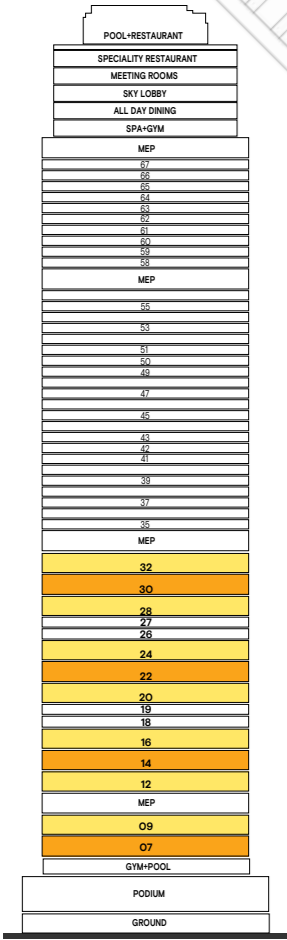 POOL+RESTAURANT
SPECIALITY RESTAURANT
MEETING ROOMS
SKY LOBBY
ALL DAY DINING
SPA+GYM
MEP
67
66
65
64
63
62
61
60
59
58
MEP
55
53
51
50
49
47
45
43
42
41
39
37
35
MEP
32
30
28
27
26
24
22
20
19
18
16
14
12
MEP
09
07
GYM+POOL
PODIUM
GROUND